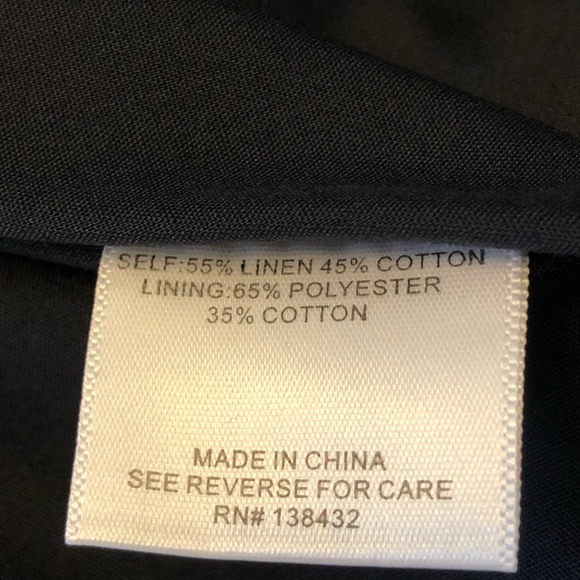 SELF:55% LINEN 45% COTTON
LINING:65% POLYESTER
35% COTTON
MADE IN CHINA
SEE REVERSE FOR CARE
RN# 138432